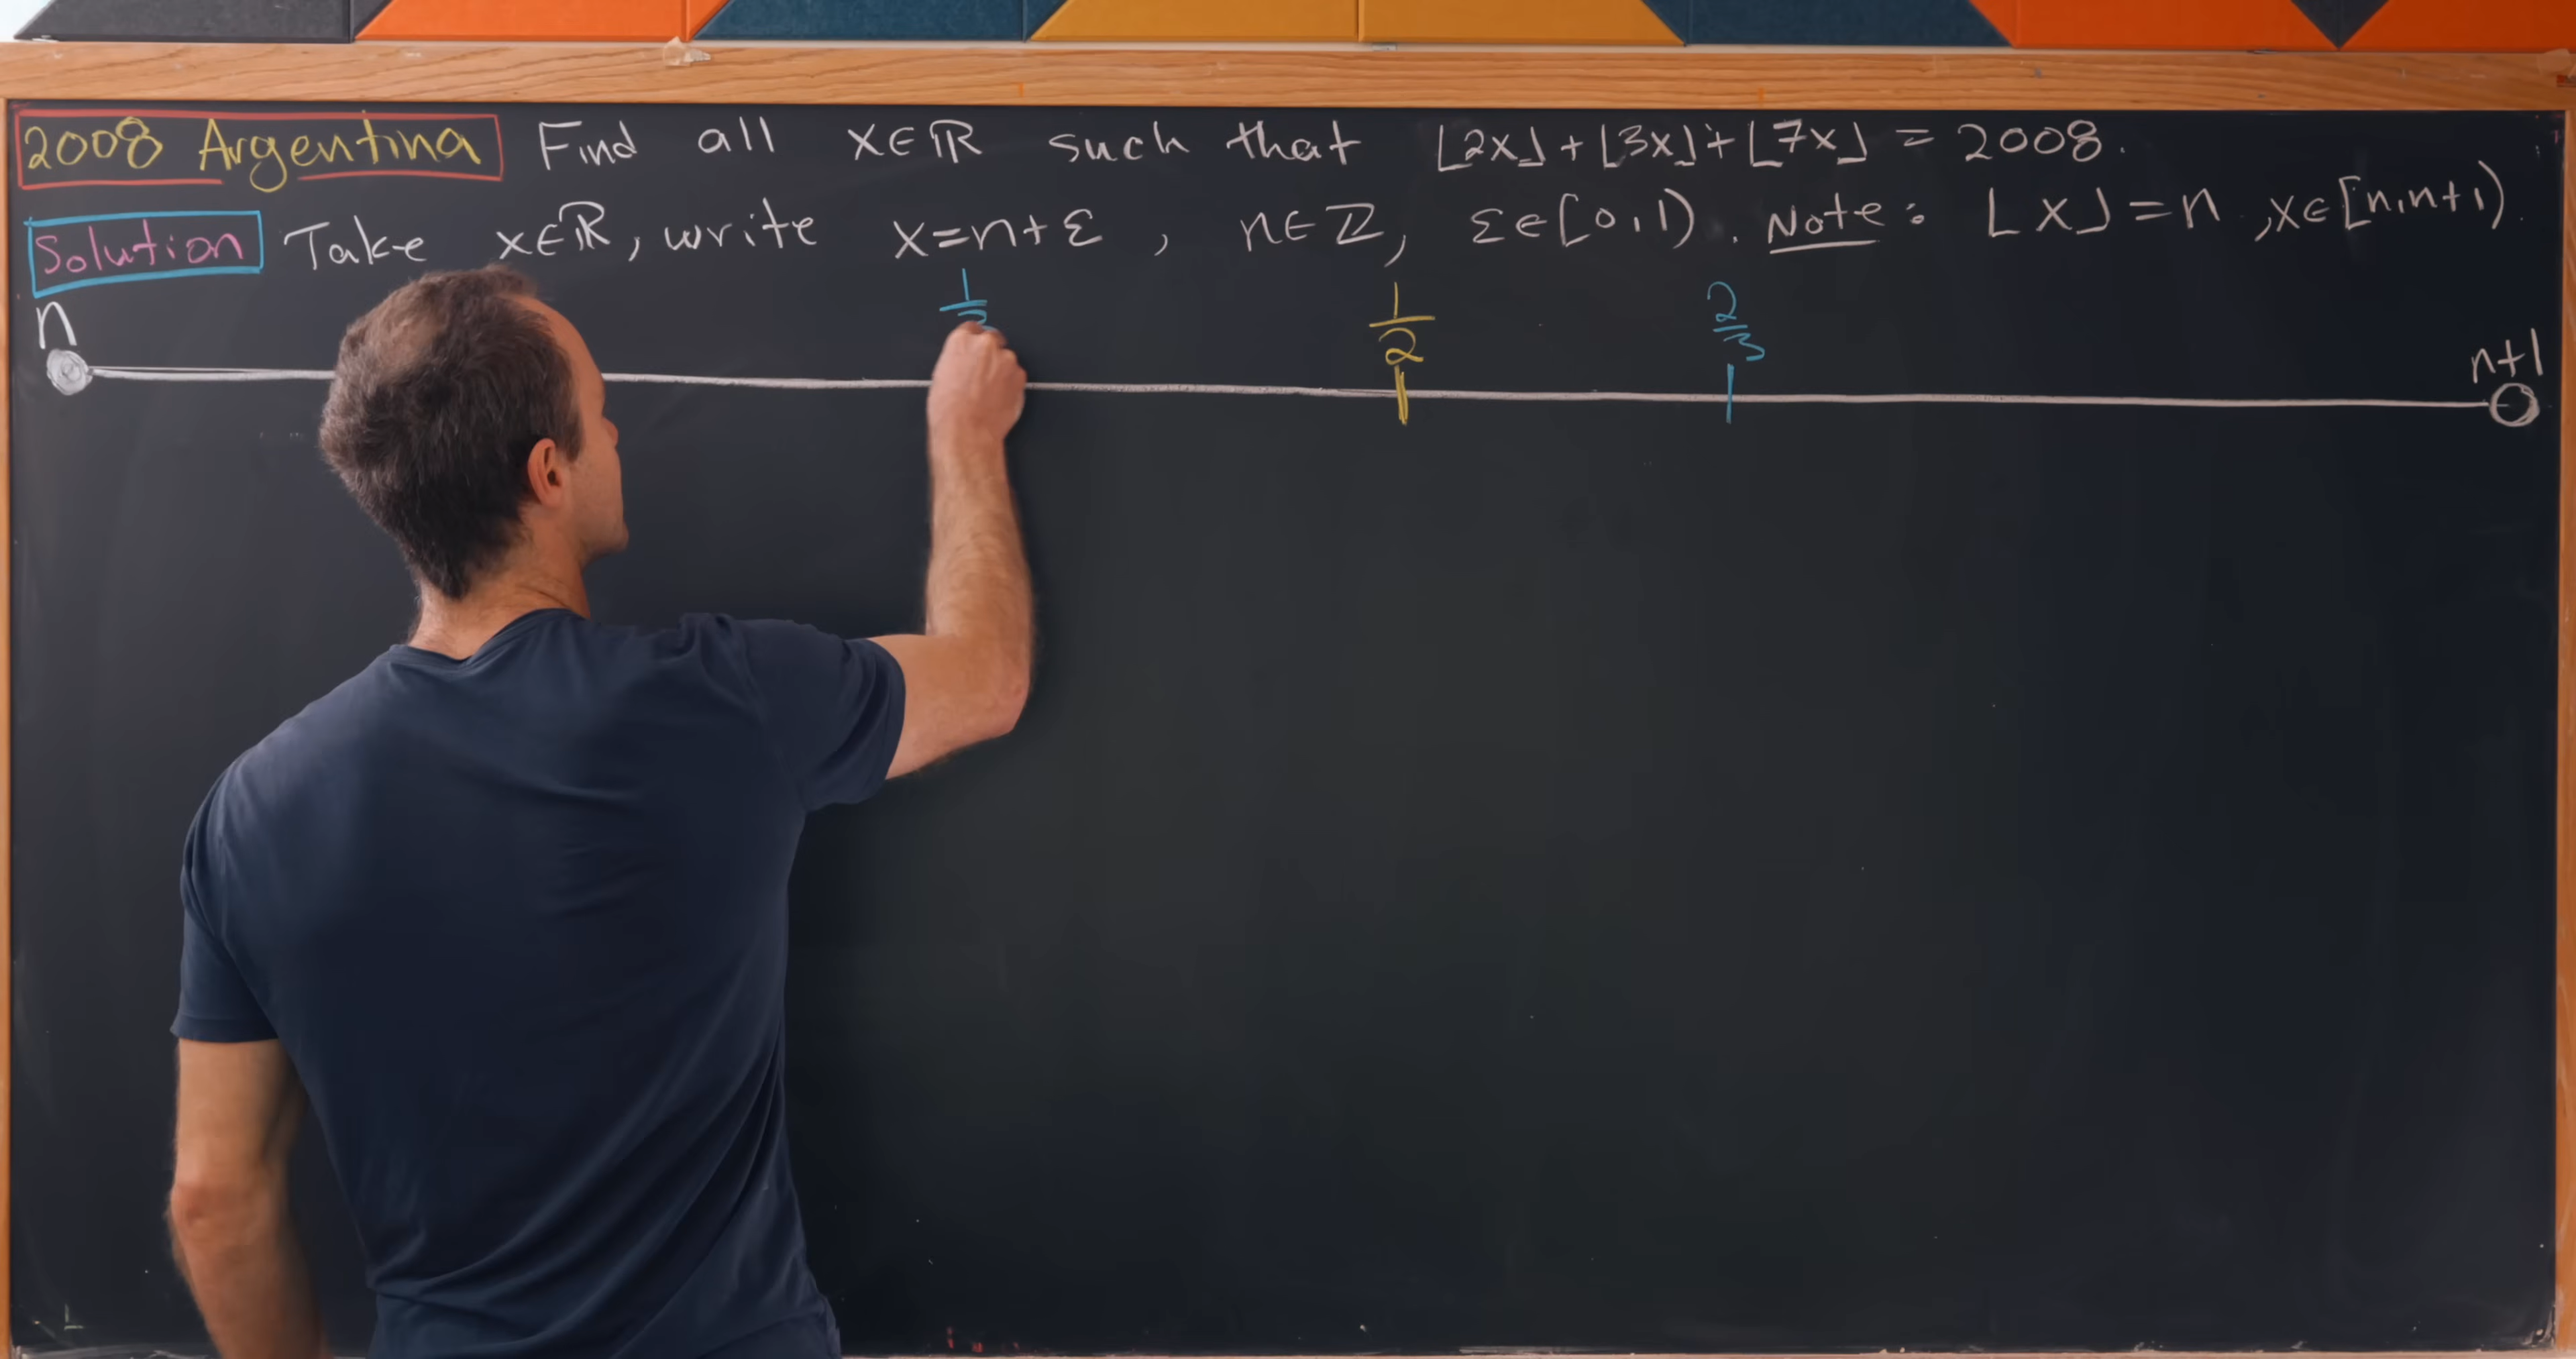 2008 Argentina Find all x∈ℝ such that ⌊2x⌋+⌊3x⌋+⌊7x⌋ = 2008.
Solution Take x∈ℝ, write x=n+ε, n∈ℤ, ε∈[0,1). Note: ⌊x⌋=n, x∈[n,n+1).
n 1/3 1/2 2/3 n+1